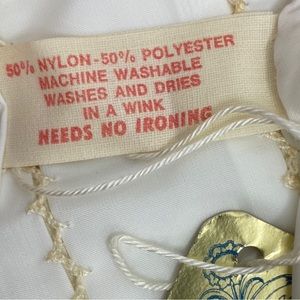 50% NYLON-50% POLYESTER
MACHINE WASHABLE
WASHES AND DRIES
IN A WINK
NEEDS NO IRONING